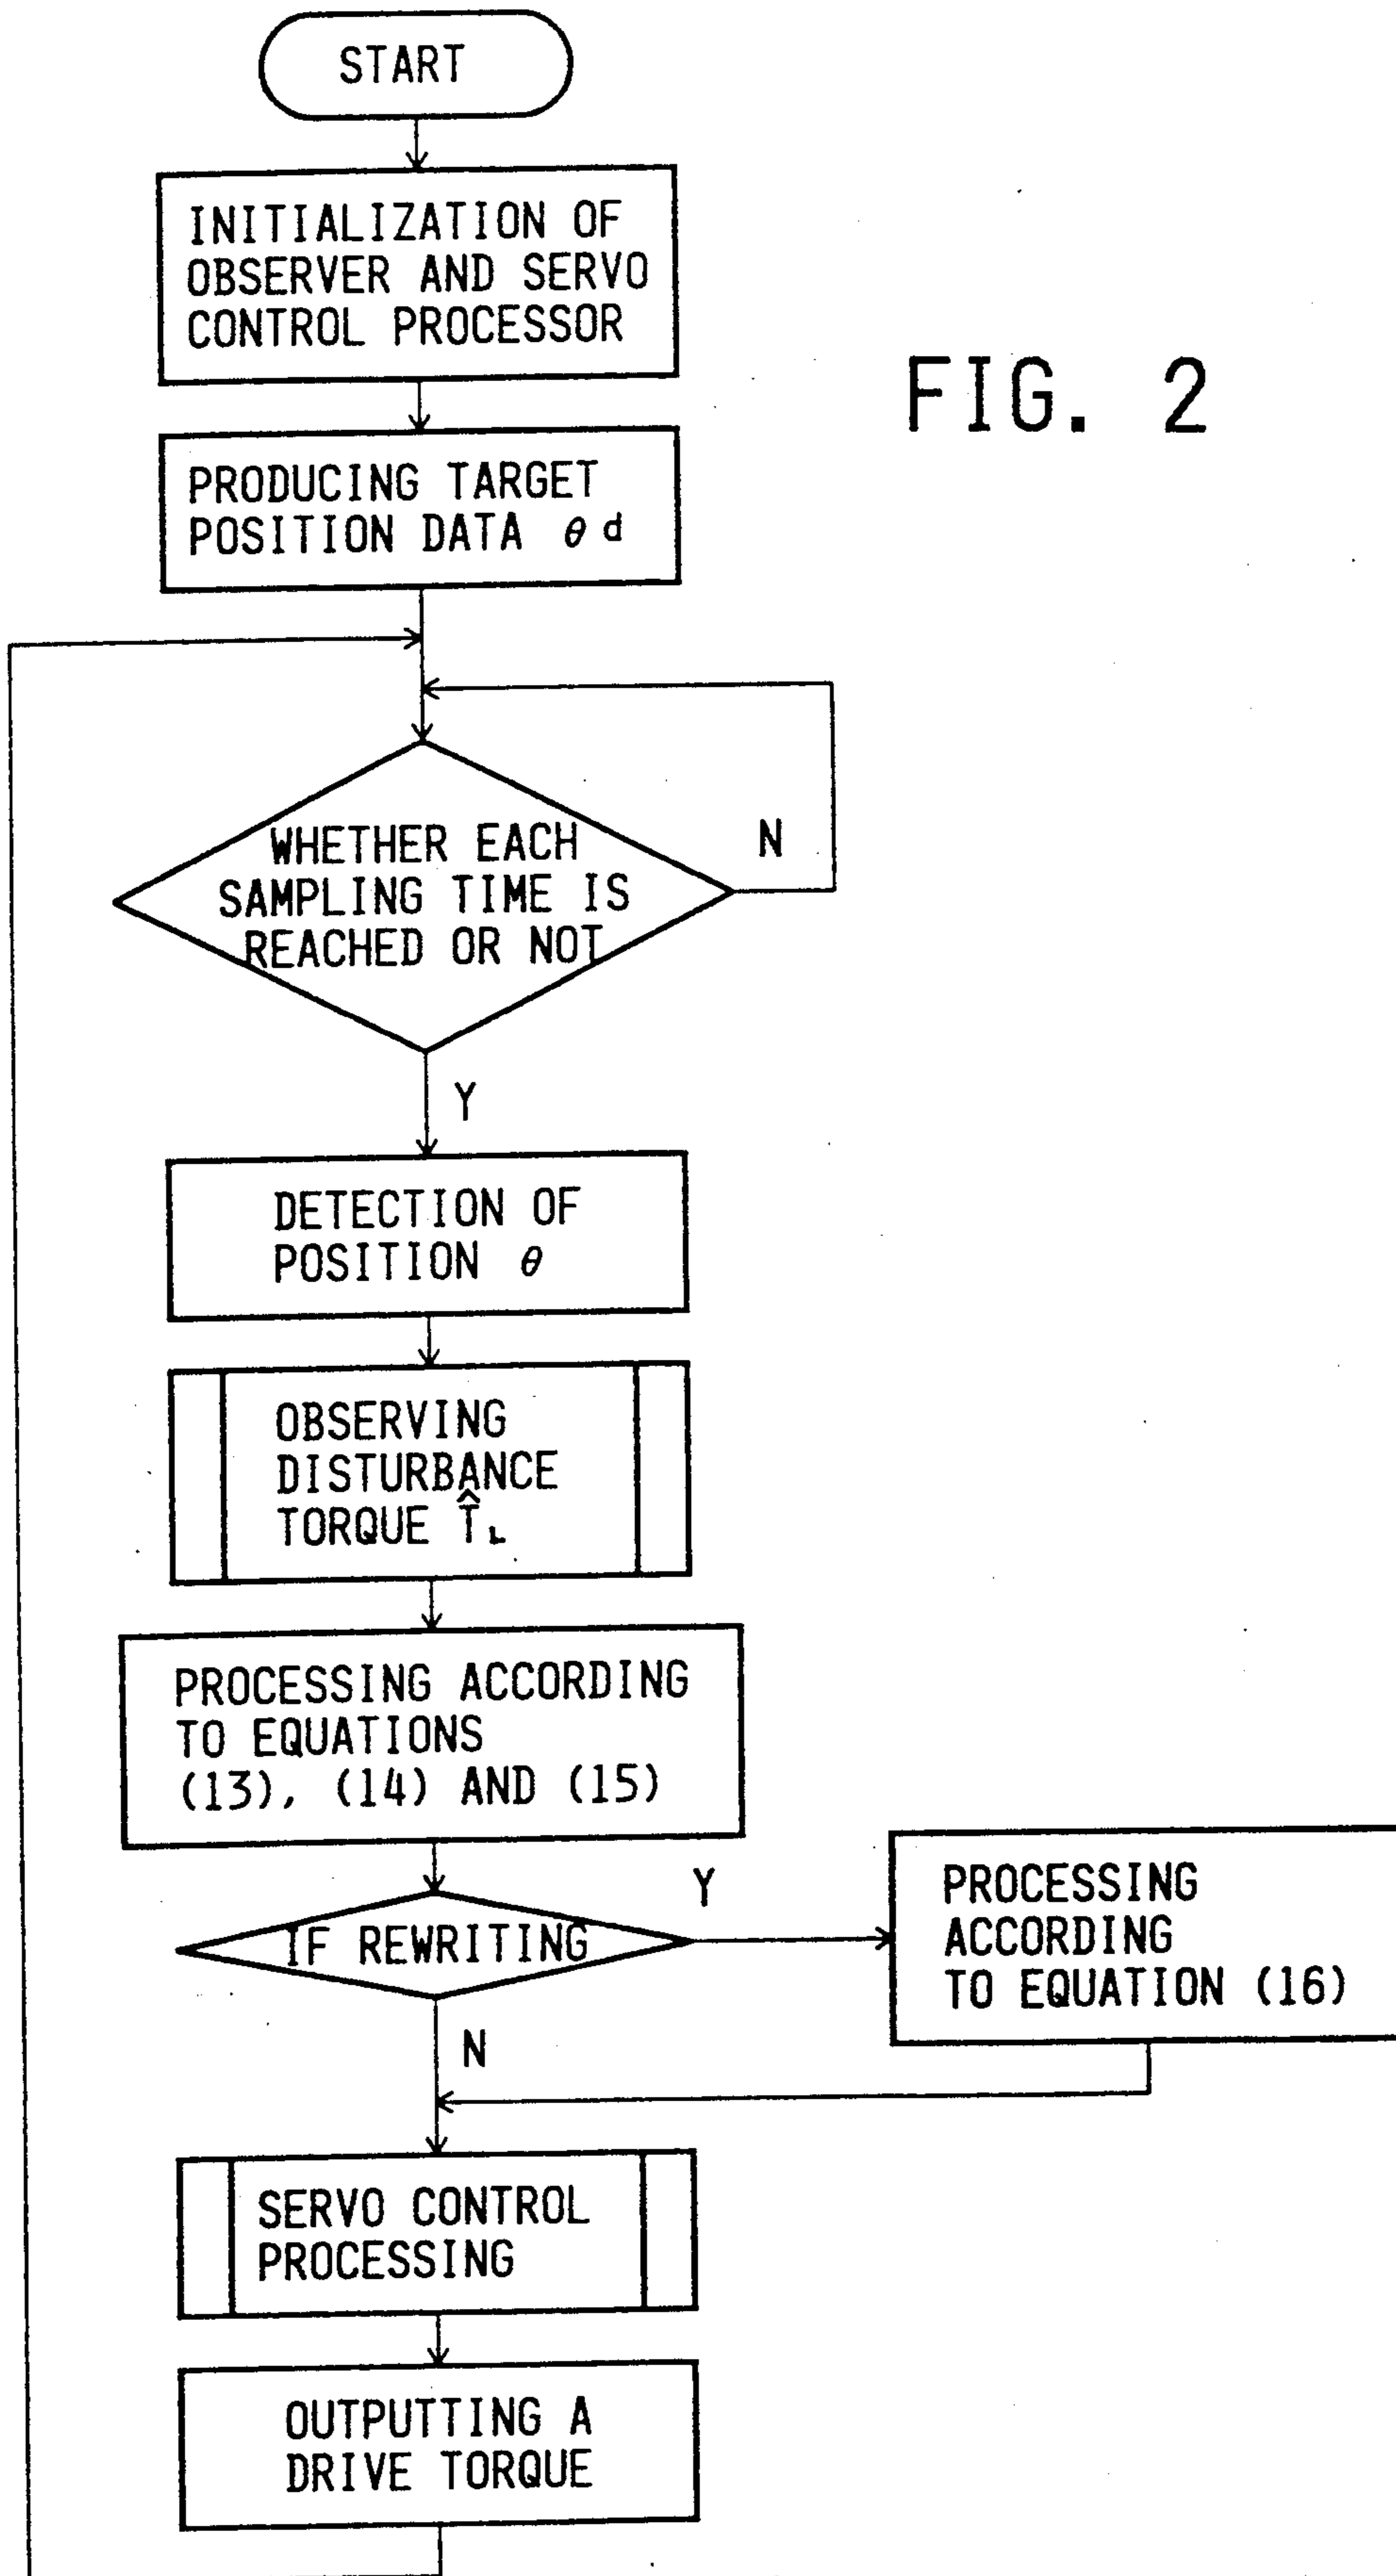 START
INITIALIZATION OF
OBSERVER AND SERVO
CONTROL PROCESSOR
FIG. 2
PRODUCING TARGET
POSITION DATA θd
WHETHER EACH
SAMPLING TIME IS
REACHED OR NOT
N
Y
DETECTION OF
POSITION θ
OBSERVING
DISTURBANCE
TORQUE T̂L
PROCESSING ACCORDING
TO EQUATIONS
(13), (14) AND (15)
IF REWRITING
Y
PROCESSING
ACCORDING
TO EQUATION (16)
N
SERVO CONTROL
PROCESSING
OUTPUTTING A
DRIVE TORQUE